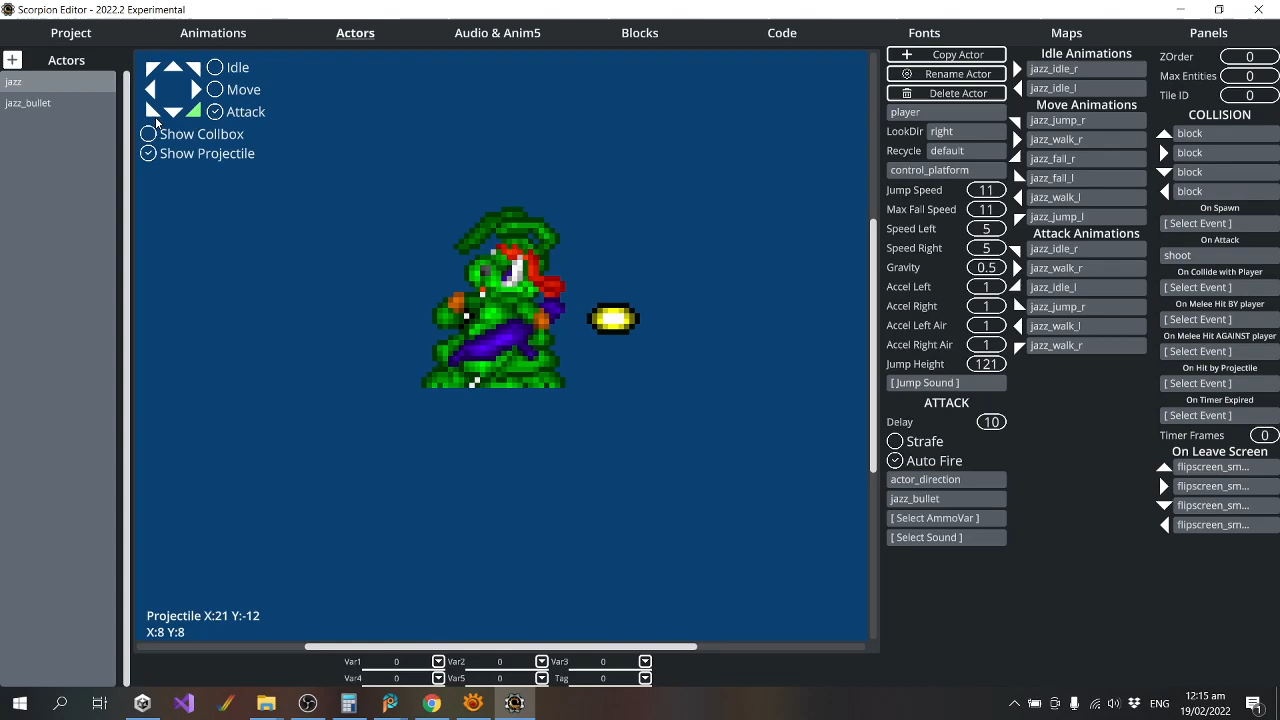 Scorpion Editor - 2022.2 Experimental
Project
Animations
Actors
Audio & Anim5
Blocks
Code
Fonts
Maps
Panels
Actors
jazz
jazz_bullet
Idle
Move
Attack
Show Collbox
Show Projectile
Projectile X:21 Y:-12
X:8 Y:8
Var1 0
Var2 0
Var3 0
Var4 0
Var5 0
Tag 0
Copy Actor
Rename Actor
Delete Actor
player
LookDir right
Recycle default
control_platform
Jump Speed 11
Max Fall Speed 11
Speed Left 5
Speed Right 5
Gravity 0.5
Accel Left 1
Accel Right 1
Accel Left Air 1
Accel Right Air 1
Jump Height 121
[ Jump Sound ]
ATTACK
Delay 10
Strafe
Auto Fire
actor_direction
jazz_bullet
[ Select AmmoVar ]
[ Select Sound ]
Idle Animations
jazz_idle_r
jazz_idle_l
Move Animations
jazz_jump_r
jazz_walk_r
jazz_fall_r
jazz_fall_l
jazz_walk_l
jazz_jump_l
Attack Animations
jazz_idle_r
jazz_walk_r
jazz_idle_l
jazz_jump_r
jazz_walk_l
jazz_walk_r
ZOrder 0
Max Entities 0
Tile ID 0
COLLISION
block
block
block
block
On Spawn
[ Select Event ]
On Attack
shoot
On Collide with Player
[ Select Event ]
On Melee Hit BY player
[ Select Event ]
On Melee Hit AGAINST player
[ Select Event ]
On Hit by Projectile
[ Select Event ]
On Timer Expired
[ Select Event ]
Timer Frames 0
On Leave Screen
flipscreen_sm...
flipscreen_sm...
flipscreen_sm...
flipscreen_sm...
ENG
12:15 am
19/02/2022